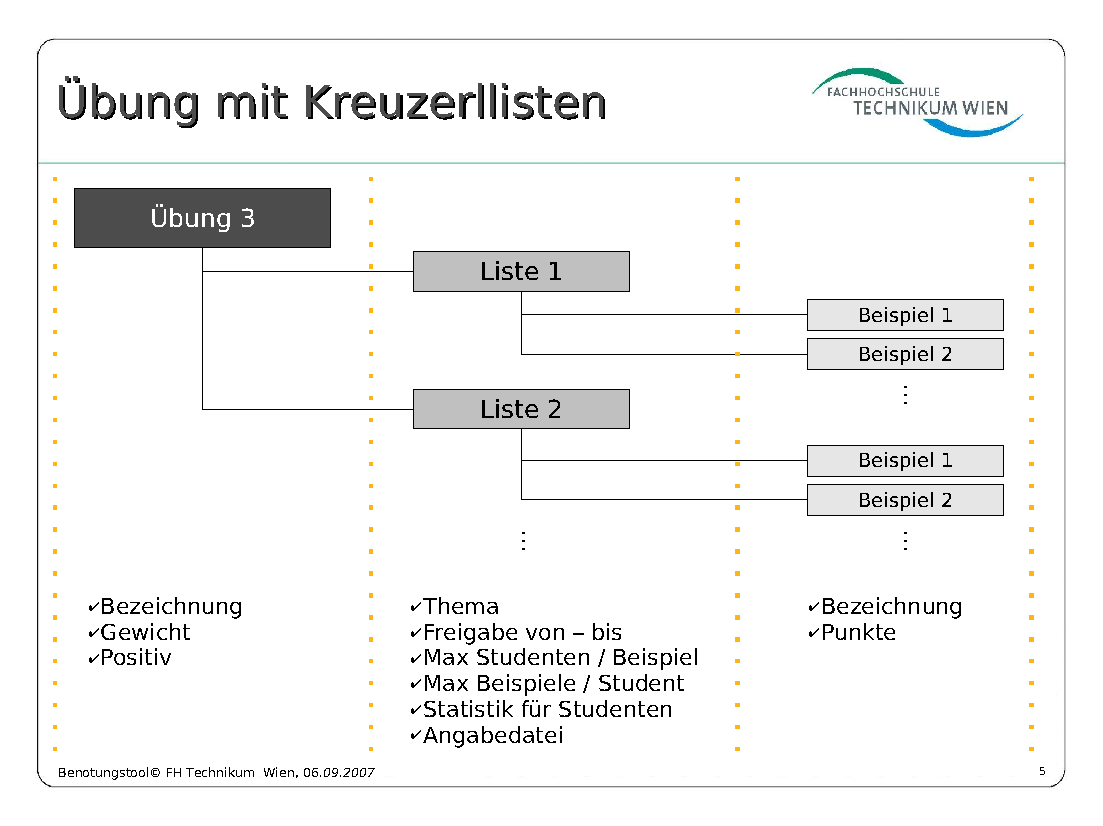 Übung mit Kreuzerllisten
FACHHOCHSCHULE
TECHNIKUM WIEN
Übung 3
Liste 1
Beispiel 1
Beispiel 2
⋮
Liste 2
Beispiel 1
Beispiel 2
⋮
⋮
✔Bezeichnung
✔Gewicht
✔Positiv
✔Thema
✔Freigabe von – bis
✔Max Studenten / Beispiel
✔Max Beispiele / Student
✔Statistik für Studenten
✔Angabedatei
✔Bezeichnung
✔Punkte
Benotungstool© FH Technikum Wien, 06.09.2007
5